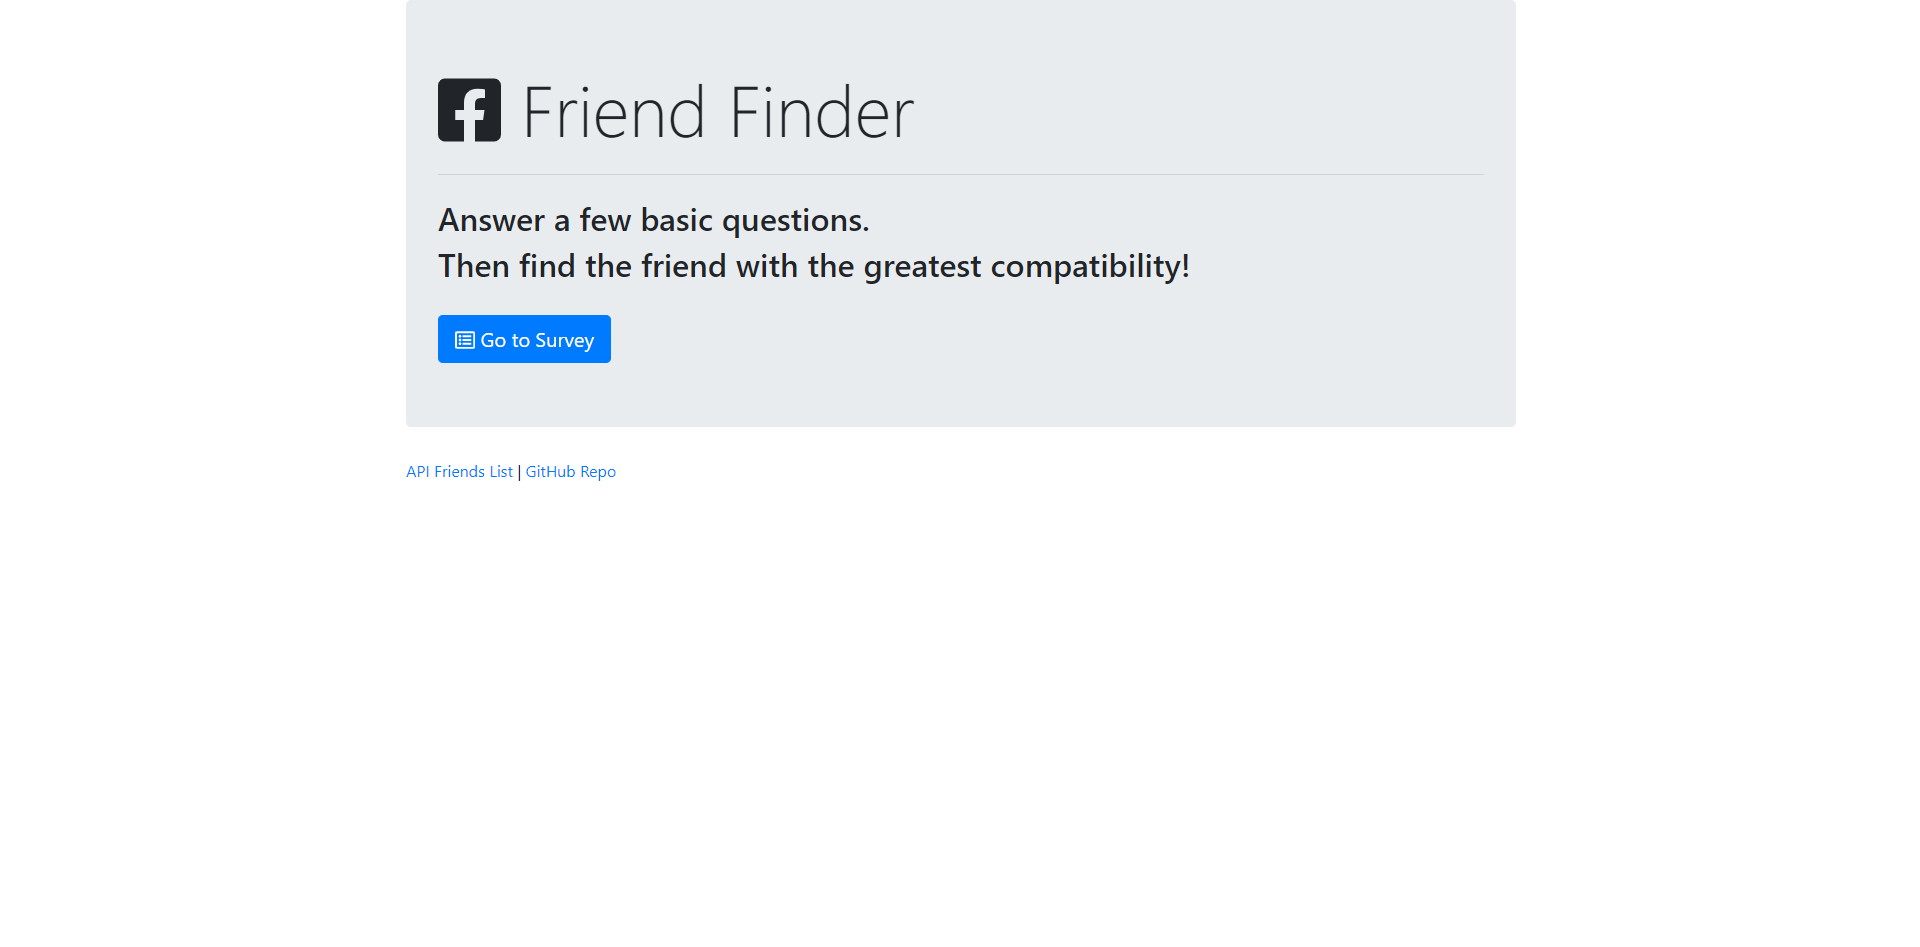 Friend Finder
Answer a few basic questions.
Then find the friend with the greatest compatibility!
Go to Survey
API Friends List | GitHub Repo